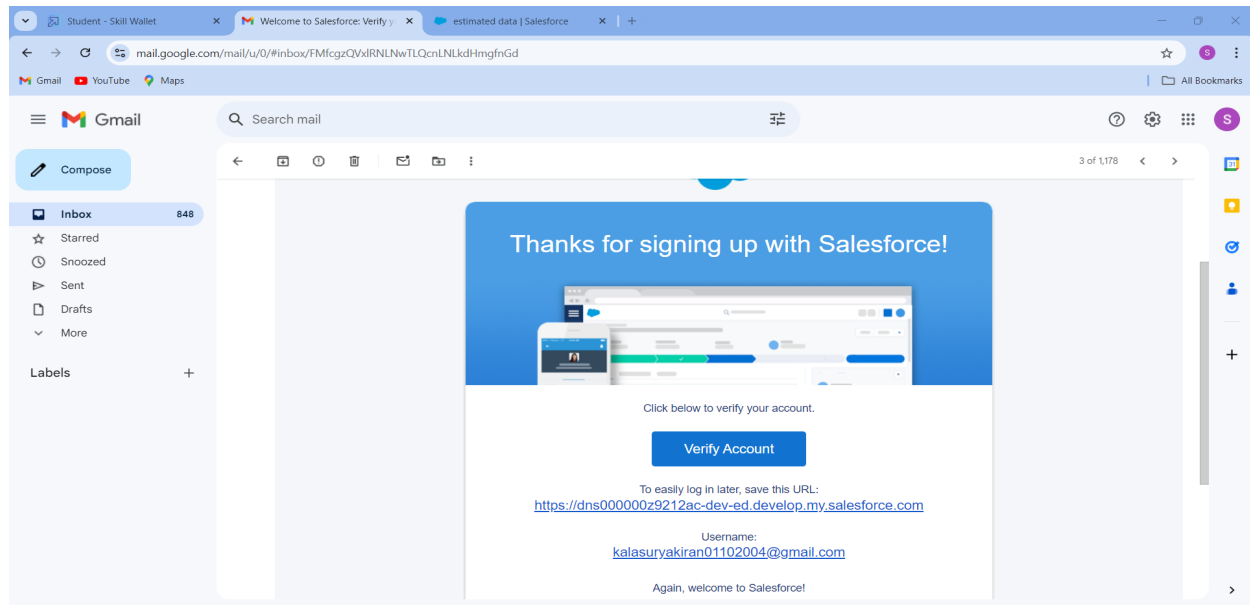 Student - Skill Wallet
Welcome to Salesforce: Verify y
estimated data | Salesforce
mail.google.com/mail/u/0/#inbox/FMfcgzQVxlRNLNwTLQcnLNLkdHmgfnGd
S
Gmail
YouTube
Maps
All Bookmarks
Gmail
Search mail
S
Compose
3 of 1,178
31
Inbox 848
Starred
Snoozed
Sent
Drafts
More
Labels
Thanks for signing up with Salesforce!
Click below to verify your account.
Verify Account
To easily log in later, save this URL:
https://dns000000z9212ac-dev-ed.develop.my.salesforce.com
Username:
kalasuryakiran01102004@gmail.com
Again, welcome to Salesforce!